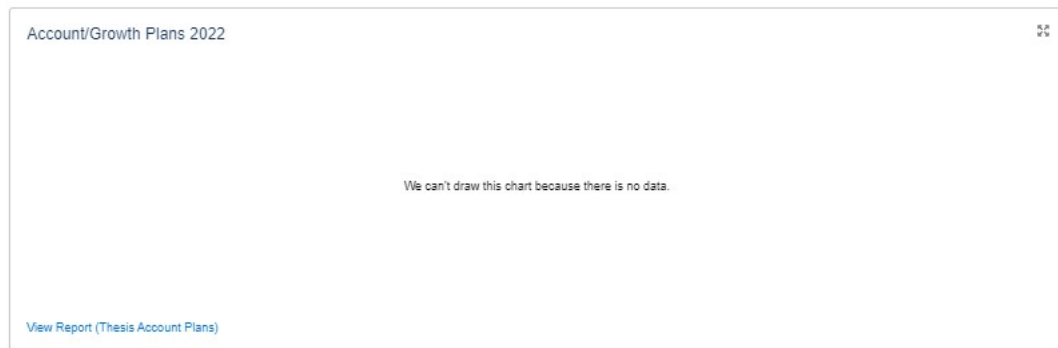 Account/Growth Plans 2022
We can't draw this chart because there is no data.
View Report (Thesis Account Plans)